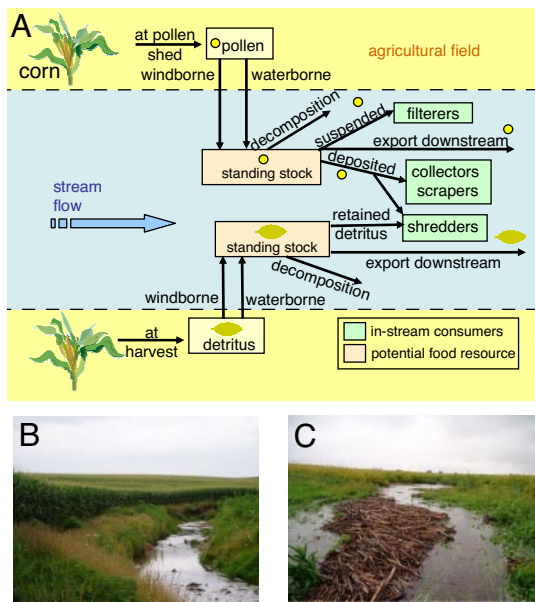 A
corn
at pollen
shed
pollen
agricultural field
windborne
waterborne
decomposition
suspended
filterers
export downstream
deposited
standing stock
collectors
scrapers
stream
flow
retained
detritus
shredders
standing stock
export downstream
decomposition
windborne
waterborne
at
harvest
detritus
in-stream consumers
potential food resource
B
C